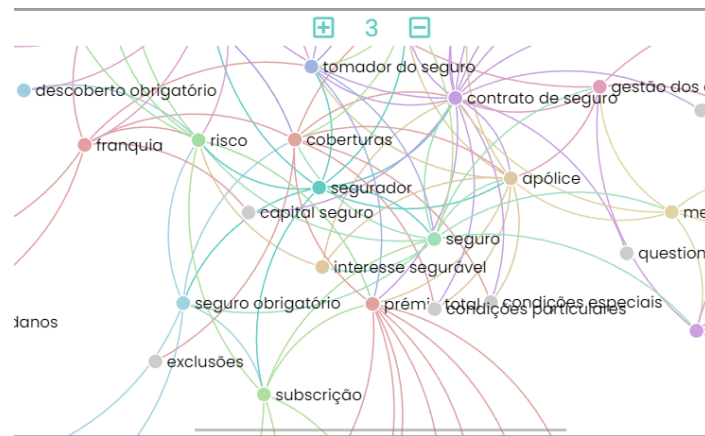 3
tomador do seguro
descoberto obrigatório
gestão dos
contrato de seguro
franquia
risco
coberturas
apólice
segurador
capital seguro
me
seguro
question
interesse segurável
seguro obrigatório
prémi total
condições especiais
condições particulares
danos
exclusões
subscrição